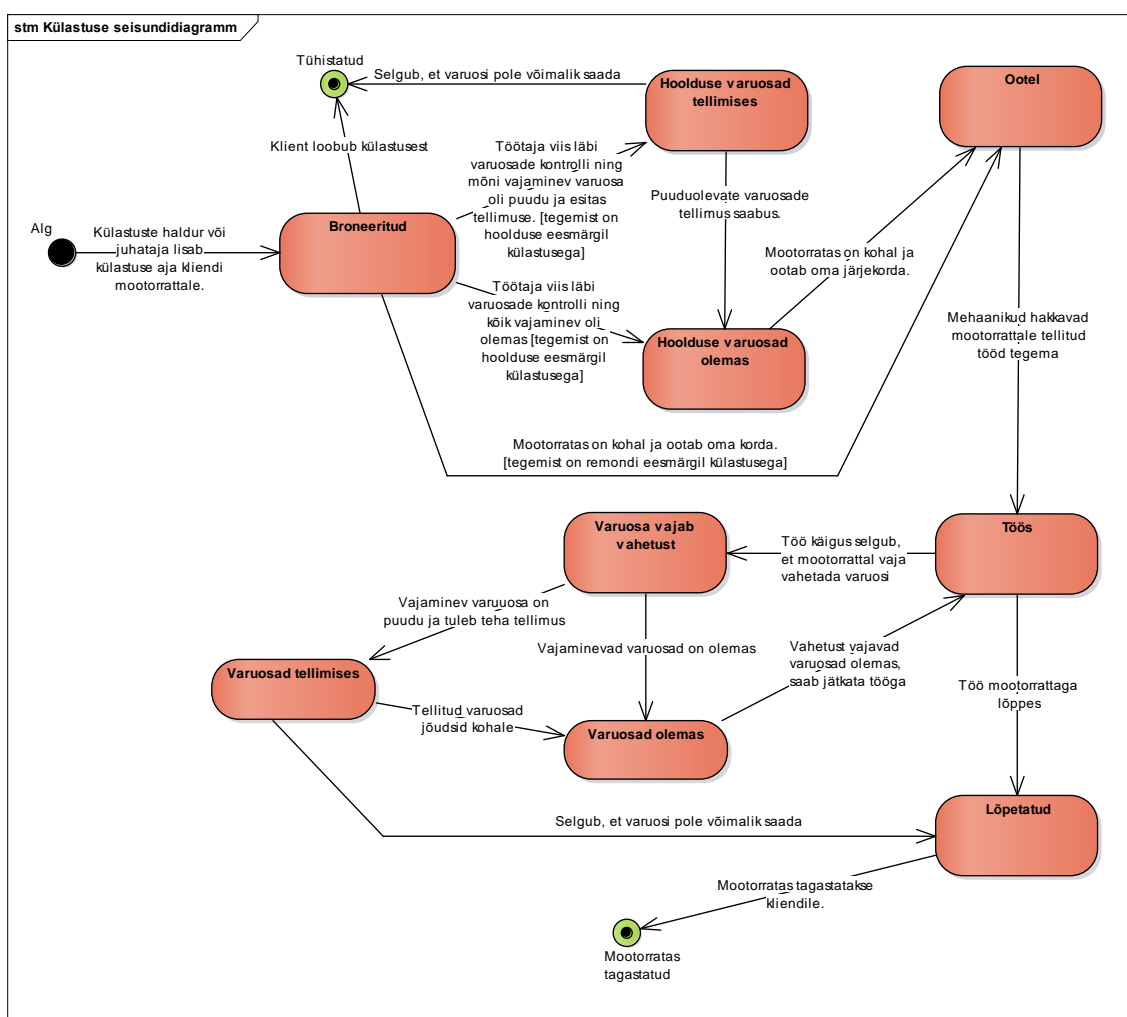 stm Külastuse seisundidiagramm
Tühistatud
Selgub, et varuosi pole võimalik saada
Hoolduse varuosad
tellimises
Ootel
Klient loobub külastusest
Töötaja viis läbi
varuosade kontrolli ning
mõni vajaminev varuosa
oli puudu ja esitas
tellimuse. [tegemist on
hoolduse eesmärgil
külastusega]
Puuduolevate varuosade
tellimus saabus.
Alg
Külastuste haldur või
juhataja lisab
külastuse aja kliendi
mootorrattale.
Broneeritud
Mootorratas on kohal ja
ootab oma järjekorda.
Töötaja viis läbi
varuosade kontrolli ning
kõik vajaminev oli
olemas [tegemist on
hoolduse eesmärgil
külastusega]
Hoolduse varuosad
olemas
Mehaanikud hakkavad
mootorrattale tellitud
tööd tegema
Mootorratas on kohal ja ootab oma korda.
[tegemist on remondi eesmärgil külastusega]
Varuosa vajab
vahetust
Töö käigus selgub,
et mootorrattal vaja
vahetada varuosi
Töös
Vajaminev varuuosa on
puudu ja tuleb teha tellimus
Vajaminevad varuosad on olemas
Vahetust vajavad
varuosad olemas,
saab jätkata tööga
Varuosad tellimises
Töö mootorrattaga
lõppes
Tellitud varuosad
jõudsid kohale
Varuosad olemas
Selgub, et varuosi pole võimalik saada
Lõpetatud
Mootorratas tagastatakse
kliendile.
Mootorratas
tagastatud